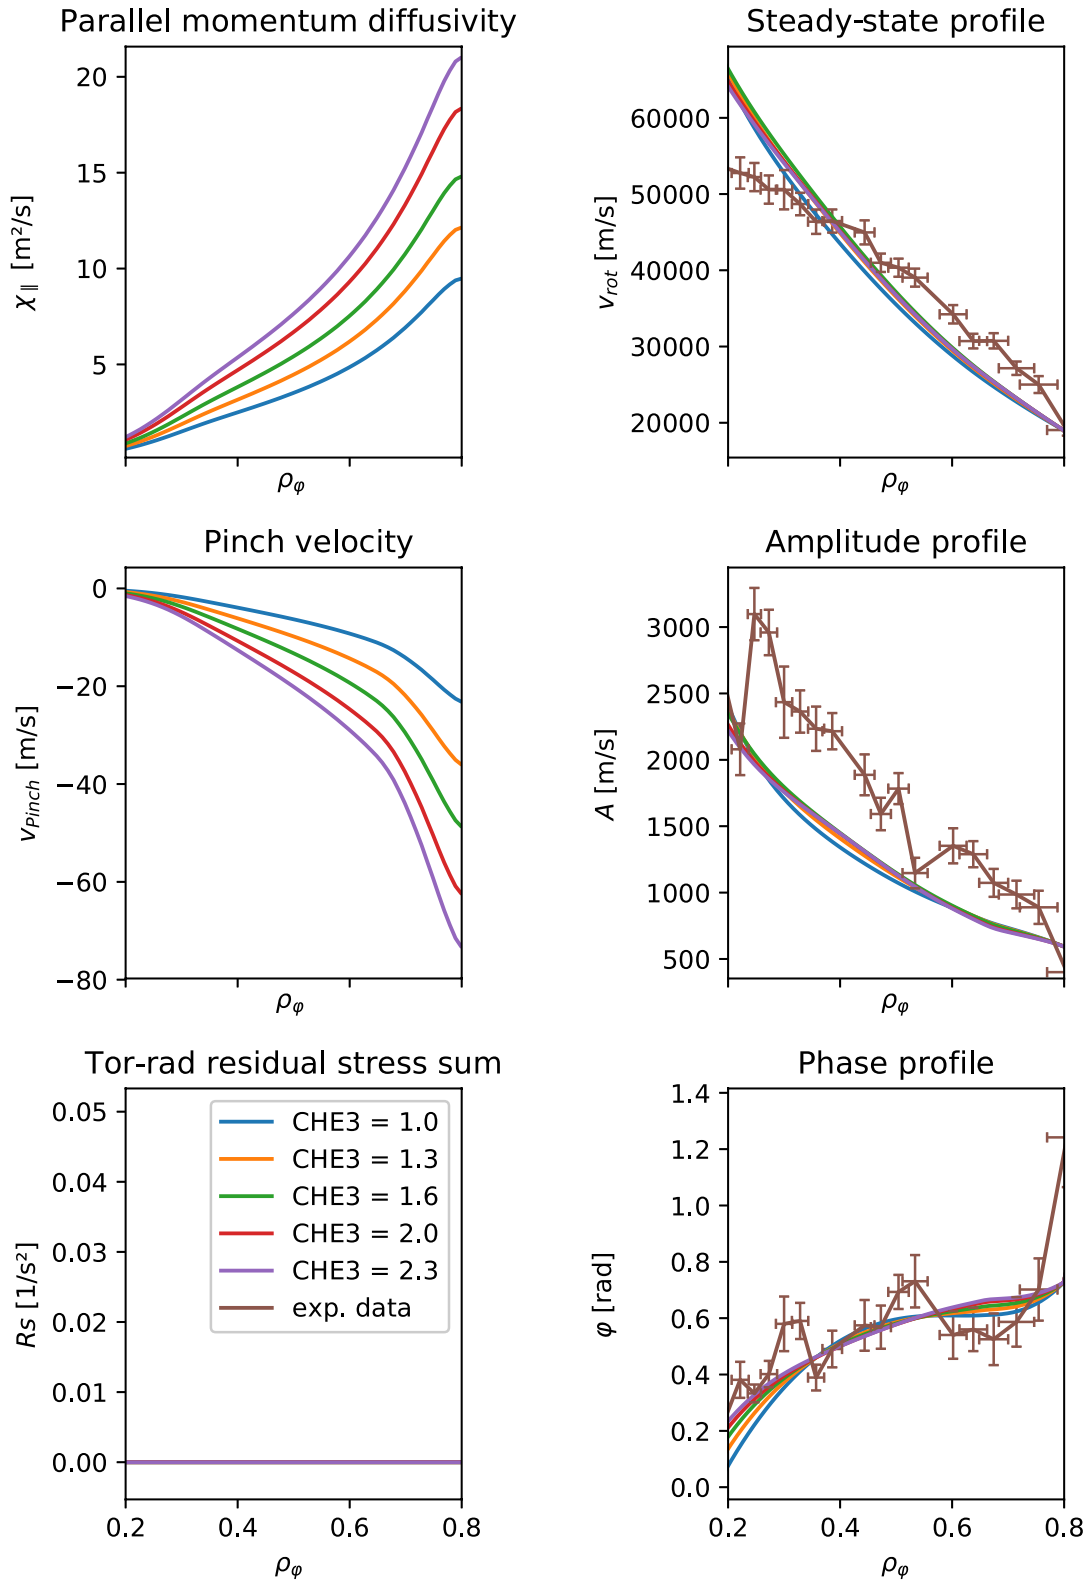 Parallel momentum diffusivity
20
15
10
5
χ∥ [m²/s]
ρφ
Steady-state profile
60000
50000
40000
30000
20000
vrot [m/s]
ρφ
Pinch velocity
0
−20
−40
−60
−80
vPinch [m/s]
ρφ
Amplitude profile
3000
2500
2000
1500
1000
500
A [m/s]
ρφ
Tor-rad residual stress sum
0.05
0.04
0.03
0.02
0.01
0.00
Rs [1/s²]
CHE3 = 1.0
CHE3 = 1.3
CHE3 = 1.6
CHE3 = 2.0
CHE3 = 2.3
exp. data
0.2 0.4 0.6 0.8
ρφ
Phase profile
1.4
1.2
1.0
0.8
0.6
0.4
0.2
0.0
φ [rad]
0.2 0.4 0.6 0.8
ρφ